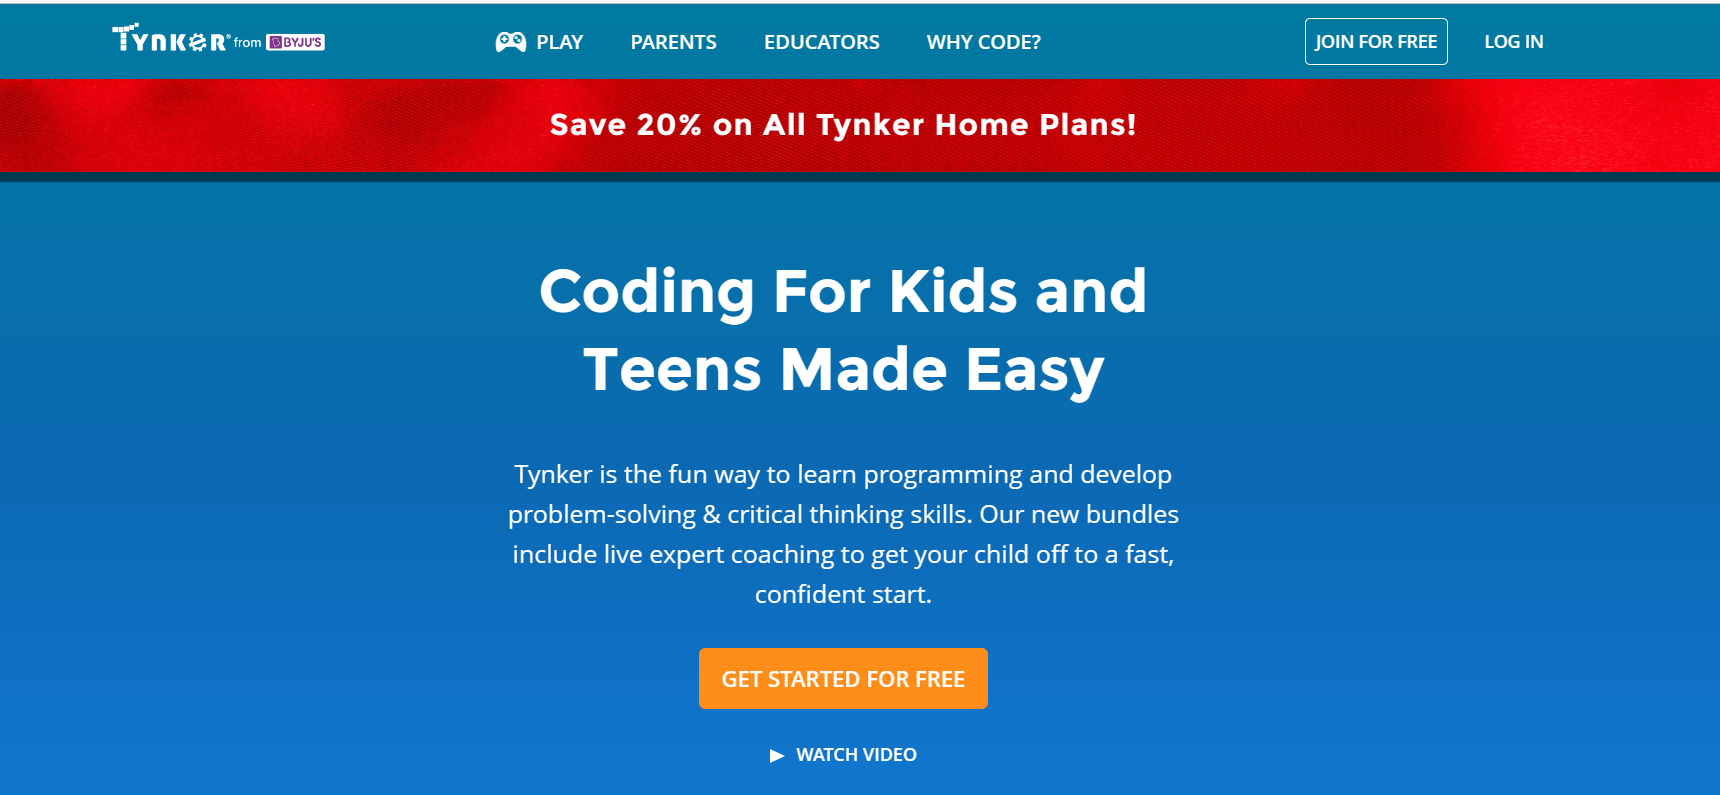 TYNKER® from BYJU'S
PLAY PARENTS EDUCATORS WHY CODE?
JOIN FOR FREE LOG IN
Save 20% on All Tynker Home Plans!
Coding For Kids and
Teens Made Easy
Tynker is the fun way to learn programming and develop
problem-solving & critical thinking skills. Our new bundles
include live expert coaching to get your child off to a fast,
confident start.
GET STARTED FOR FREE
WATCH VIDEO